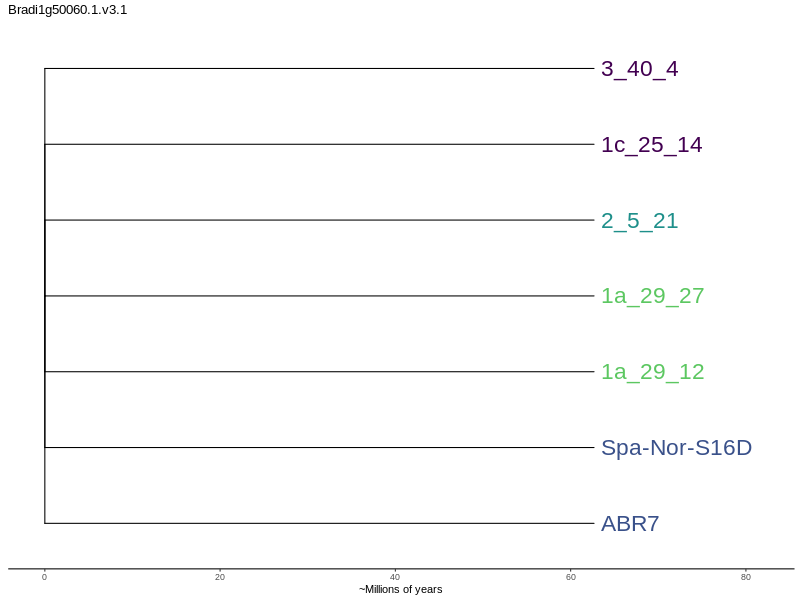 Bradi1g50060.1.v3.1
3_40_4
1c_25_14
2_5_21
1a_29_27
1a_29_12
Spa-Nor-S16D
ABR7
0 20 40 60 80
~Millions of years